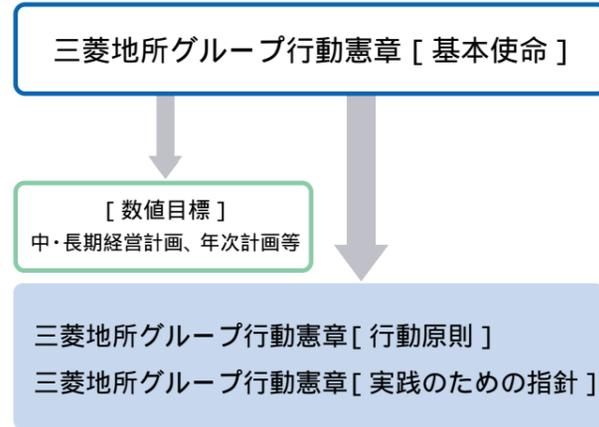 三菱地所グループ行動憲章 [ 基本使命 ]
[ 数値目標 ]
中・長期経営計画、年次計画等
三菱地所グループ行動憲章[ 行動原則 ]
三菱地所グループ行動憲章[ 実践のための指針 ]